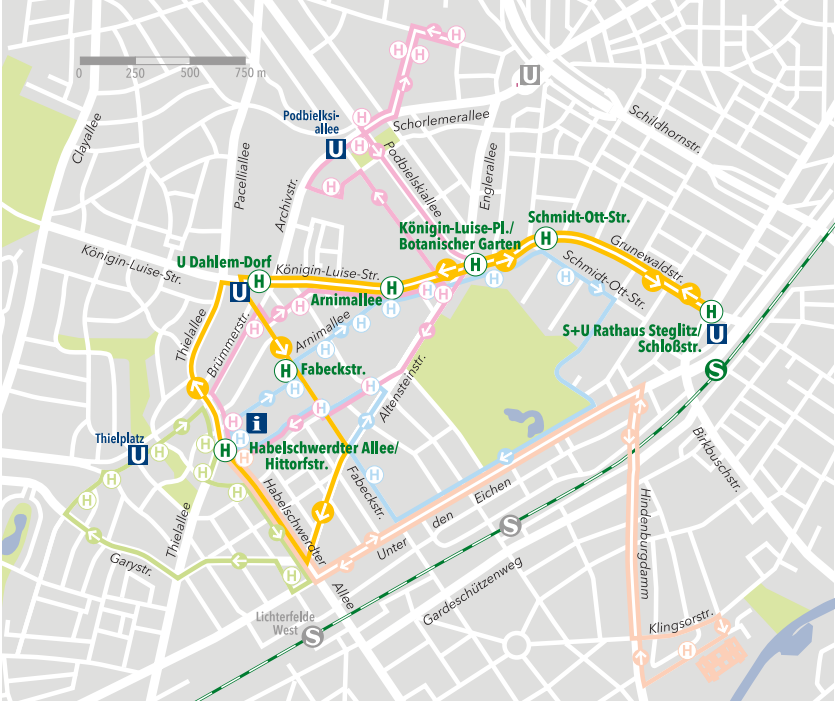 0 250 500 750 m
U
Schildhornstr.
Podbielksi-
allee
U
Schorlemerallee
Clayallee
Pacelliallee
Archivstr.
Podbielskiallee
Englerallee
H
H
H
H
H
H
H
Königin-Luise-Pl./
Botanischer Garten
Schmidt-Ott-Str.
H
H
Grunewaldstr.
Königin-Luise-Str.
U Dahlem-Dorf
H
Königin-Luise-Str.
U
Arnimallee
H
H
Schmidt-Ott-Str.
H
H
H
H
H
H
S+U Rathaus Steglitz/
Schloßstr.
U
S
Thielallee
Brümmerstr.
Arnimallee
H
H
H
Fabeckstr.
H
H
H
Altensteinstr.
Thielplatz
U
i
H
H
Habelschwerdter Allee/
Hittorfstr.
H
H
H
H
H
H
H
H
H
Fabeckstr.
Habelschwerdter
Allee
Unter den Eichen
S
Birkbuschstr.
Hindenburgdamm
Thielallee
Garystr.
H
Gardeschützenweg
Lichterfelde
West
S
Klingsorstr.
H